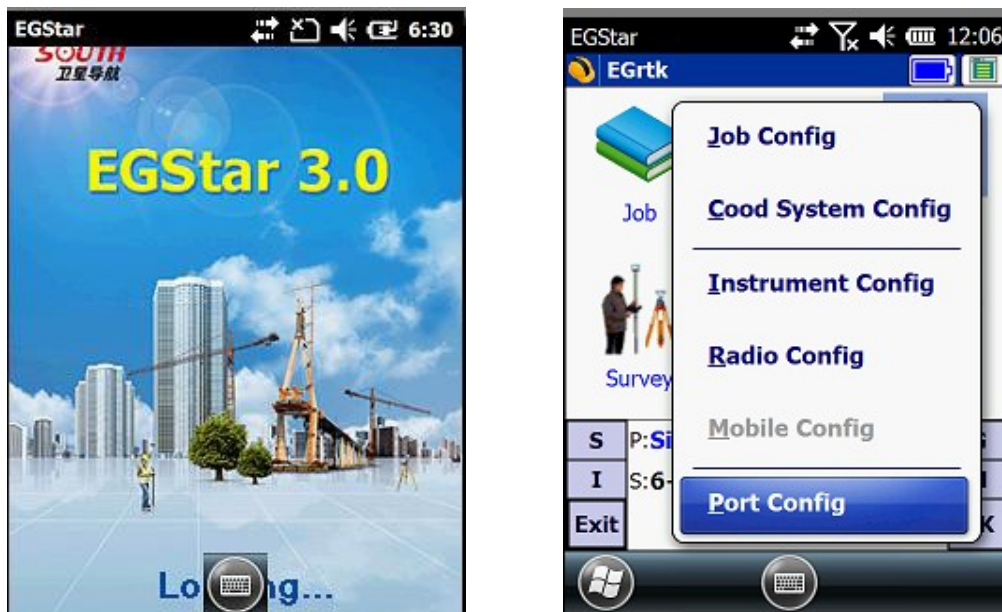 EGStar 6:30
SOUTH
卫星导航
EGStar 3.0
EGStar 12:06
EGrtk
Job Config
Job
Cood System Config
Instrument Config
Radio Config
Survey
Mobile Config
S P:Si
I S:6-
Port Config
Exit K